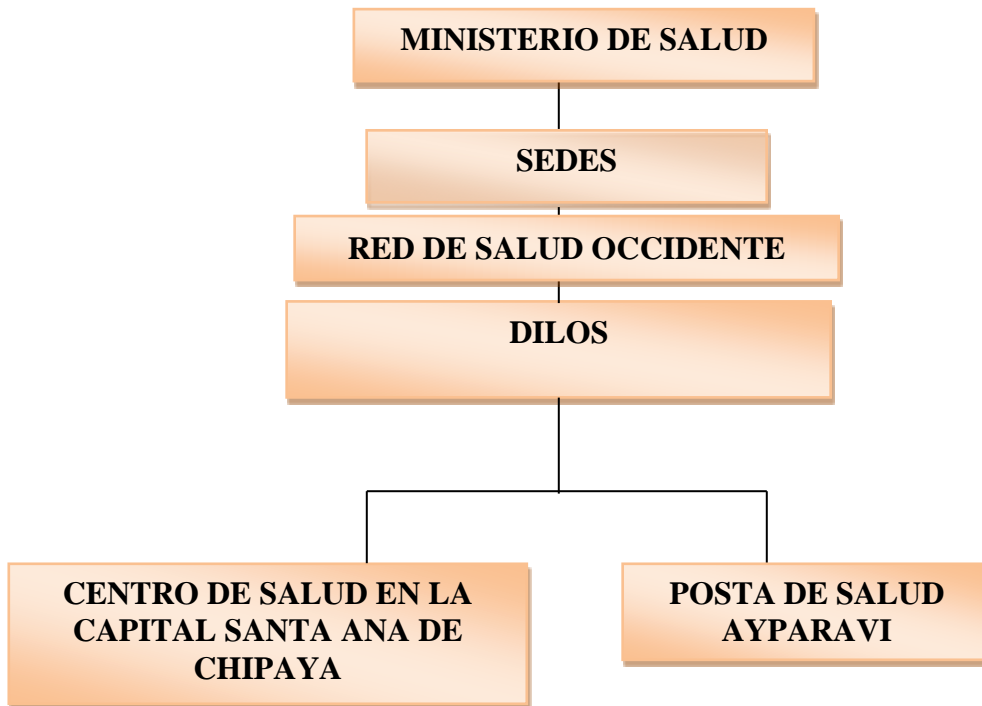 MINISTERIO DE SALUD
SEDES
RED DE SALUD OCCIDENTE
DILOS
CENTRO DE SALUD EN LA
CAPITAL SANTA ANA DE
CHIPAYA
POSTA DE SALUD
AYPARAVI